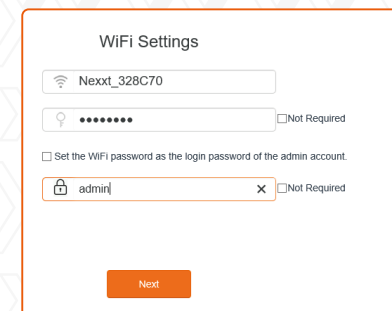 WiFi Settings
Nexxt_328C70
●●●●●●●●
Not Required
Set the WiFi password as the login password of the admin account.
admin
Not Required
Next